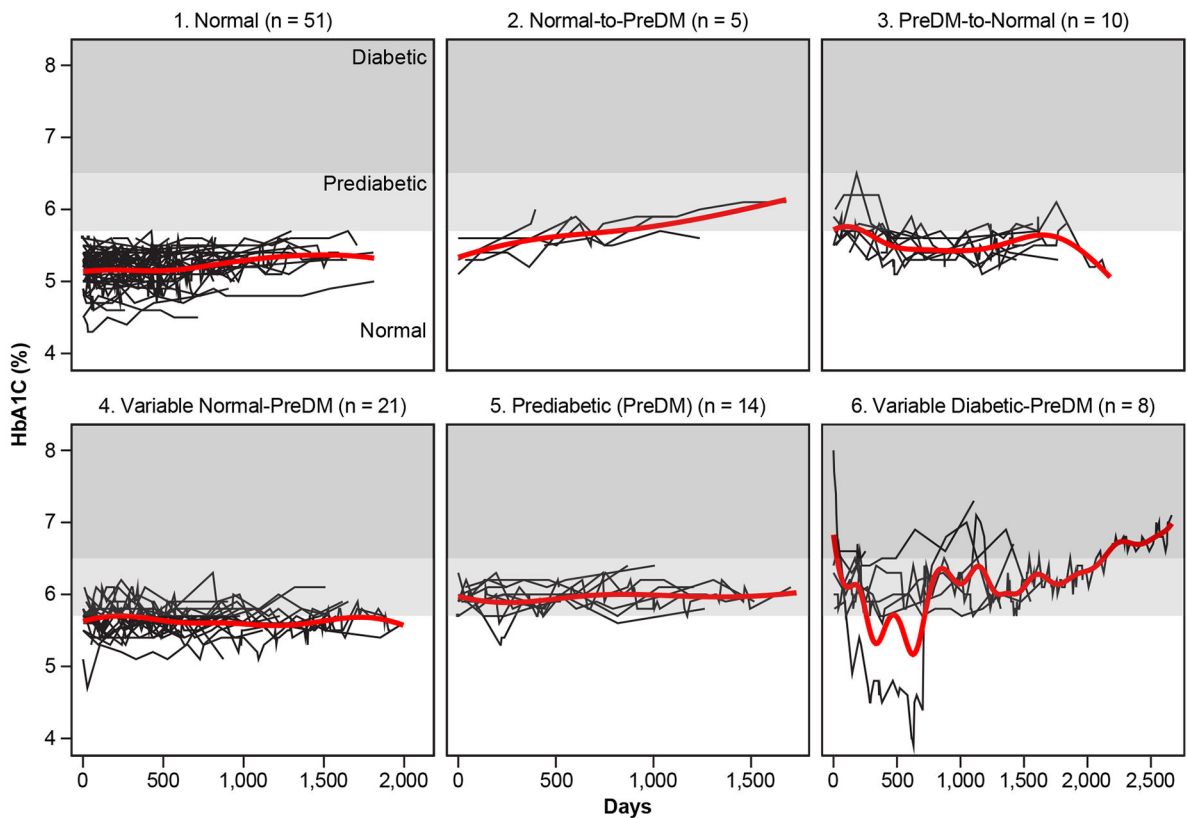 1. Normal (n = 51)
2. Normal-to-PreDM (n = 5)
3. PreDM-to-Normal (n = 10)
8
7
6
5
4
Diabetic
Prediabetic
Normal
HbA1C (%)
4. Variable Normal-PreDM (n = 21)
5. Prediabetic (PreDM) (n = 14)
6. Variable Diabetic-PreDM (n = 8)
8
7
6
5
4
0 500 1,000 1,500 2,000
0 500 1,000 1,500
0 500 1,000 1,500 2,000 2,500
Days